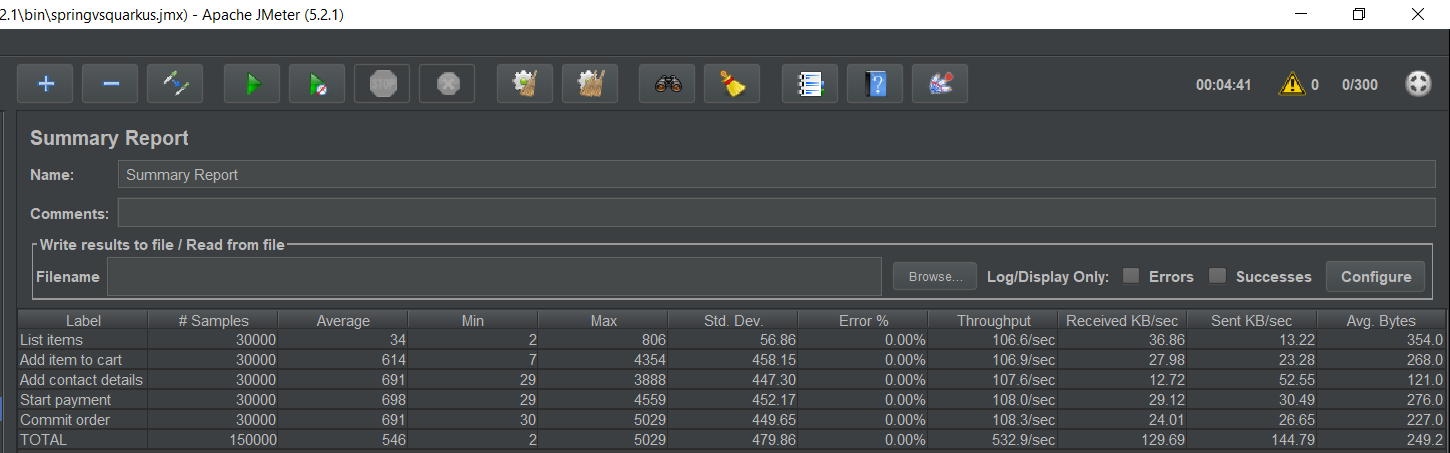 2.1\bin\springvsquarkus.jmx) - Apache JMeter (5.2.1)
STOP 00:04:41 0 0/300
Summary Report
Name: Summary Report
Comments:
Write results to file / Read from file
Filename Browse... Log/Display Only: Errors Successes Configure
Label # Samples Average Min Max Std. Dev. Error % Throughput Received KB/sec Sent KB/sec Avg. Bytes
List items 30000 34 2 806 56.86 0.00% 106.6/sec 36.86 13.22 354.0
Add item to cart 30000 614 7 4354 458.15 0.00% 106.9/sec 27.98 23.28 268.0
Add contact details 30000 691 29 3888 447.30 0.00% 107.6/sec 12.72 52.55 121.0
Start payment 30000 698 29 4559 452.17 0.00% 108.0/sec 29.12 30.49 276.0
Commit order 30000 691 30 5029 449.65 0.00% 108.3/sec 24.01 26.65 227.0
TOTAL 150000 546 2 5029 479.86 0.00% 532.9/sec 129.69 144.79 249.2